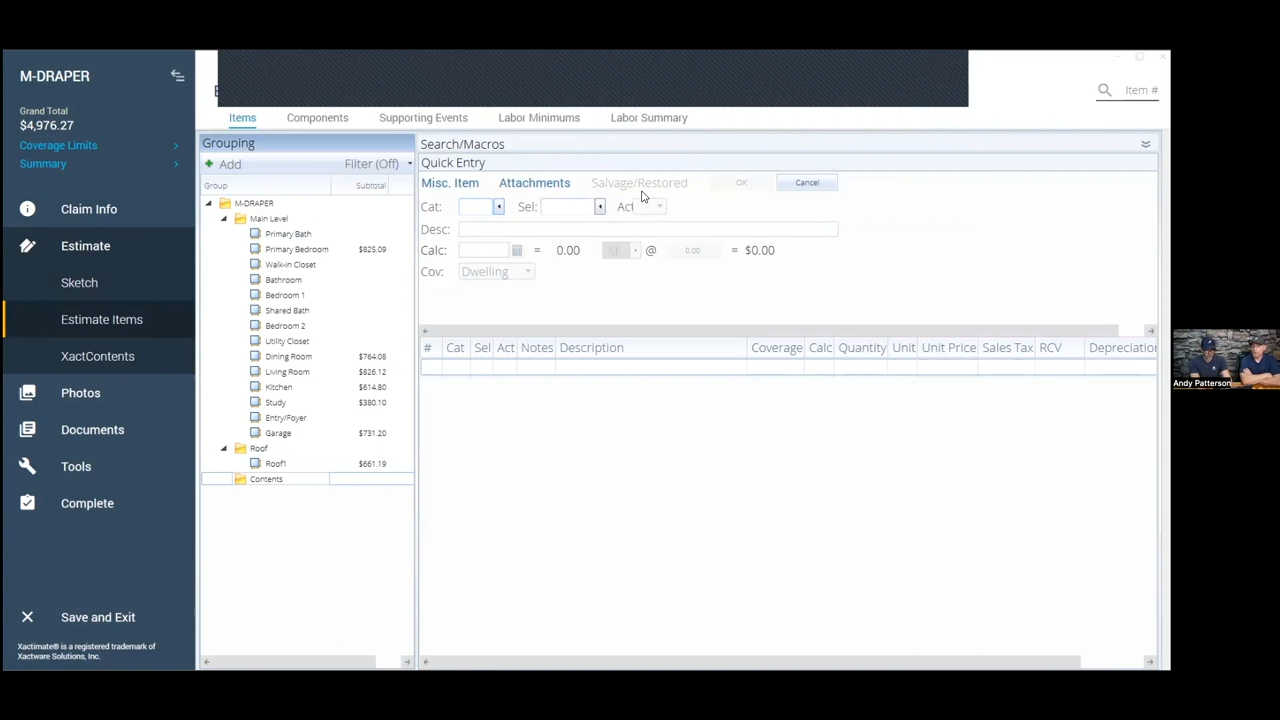 M-DRAPER
Grand Total
$4,976.27
Coverage Limits
Summary
Claim Info
Estimate
Sketch
Estimate Items
XactContents
Photos
Documents
Tools
Complete
Save and Exit
Xactimate® is a registered trademark of
Xactware Solutions, Inc.
Item #
Items Components Supporting Events Labor Minimums Labor Summary
Grouping
Add Filter (Off)
Group Subtotal
M-DRAPER
Main Level
Primary Bath
Primary Bedroom $825.09
Walk-in Closet
Bathroom
Bedroom 1
Shared Bath
Bedroom 2
Utility Closet
Dining Room $764.08
Living Room $826.12
Kitchen $614.80
Study $380.10
Entry/Foyer
Garage $731.20
Roof
Roof1 $661.19
Contents
Search/Macros
Quick Entry
Misc. Item Attachments Salvage/Restored OK Cancel
Cat: Sel: Act
Desc:
Calc: = 0.00 SF @ 0.00 = $0.00
Cov: Dwelling
# Cat Sel Act Notes Description Coverage Calc Quantity Unit Unit Price Sales Tax RCV Depreciation
Andy Patterson